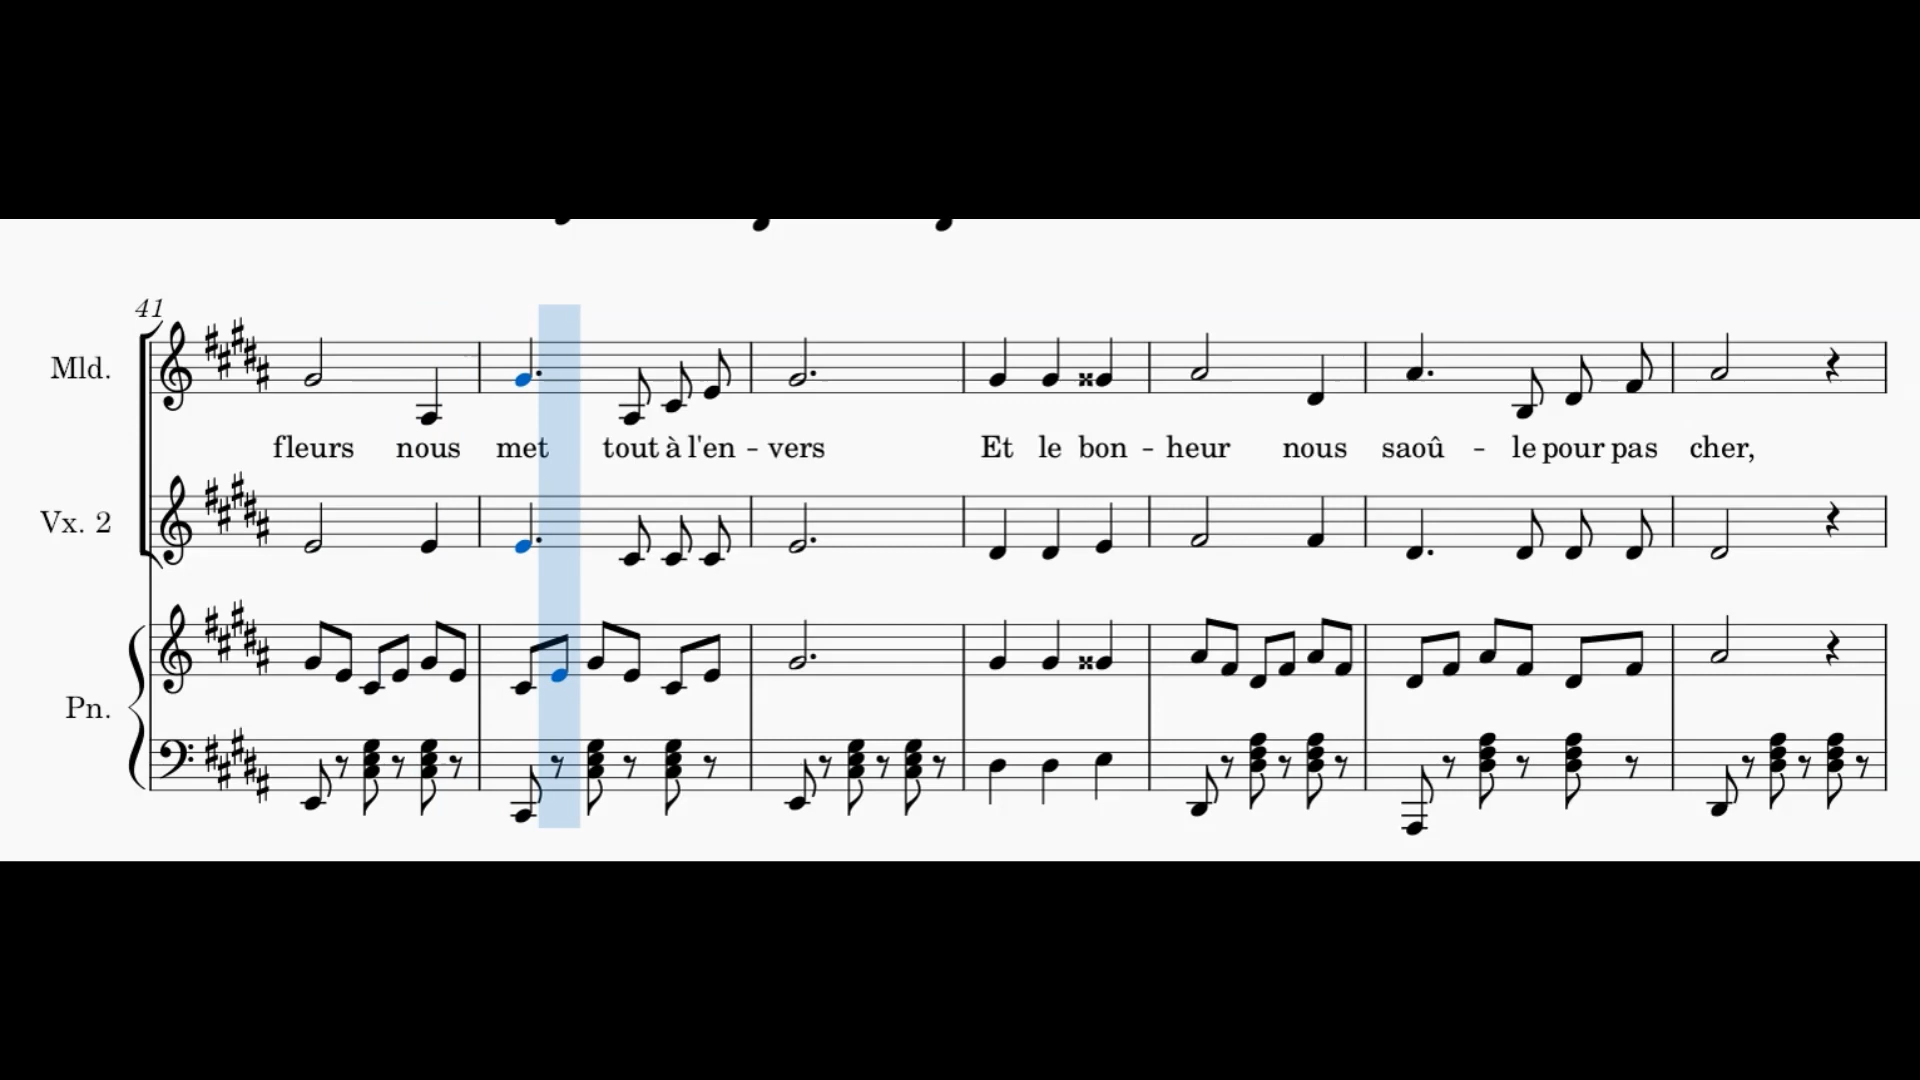 41
Mld.
fleurs nous met tout à l'en - vers Et le bon - heur nous saoû - le pour pas cher,
Vx. 2
Pn.